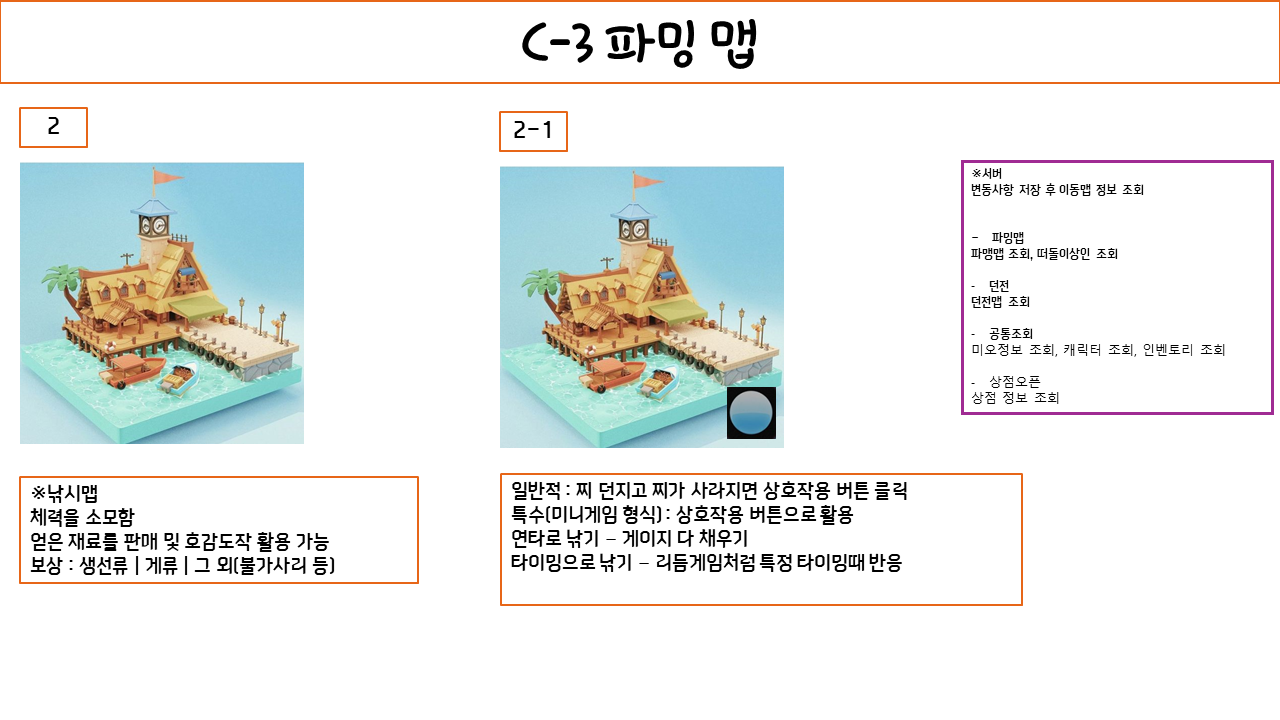 C-3 파밍 맵
2
※낚시맵
체력을 소모함
얻은 재료를 판매 및 호감도작 활용 가능
보상 : 생선류 | 게류 | 그 외(불가사리 등)
2-1
일반적 : 찌 던지고 찌가 사라지면 상호작용 버튼 클릭
특수(미니게임 형식) : 상호작용 버튼으로 활용
연타로 낚기 – 게이지 다 채우기
타이밍으로 낚기 – 리듬게임처럼 특정 타이밍때 반응
※서버
변동사항 저장 후 이동맵 정보 조회
- 파밍맵
파맹맵 조회, 떠돌이상인 조회
- 던전
던전맵 조회
- 공통조회
미오정보 조회, 캐릭터 조회, 인벤토리 조회
- 상점오픈
상점 정보 조회